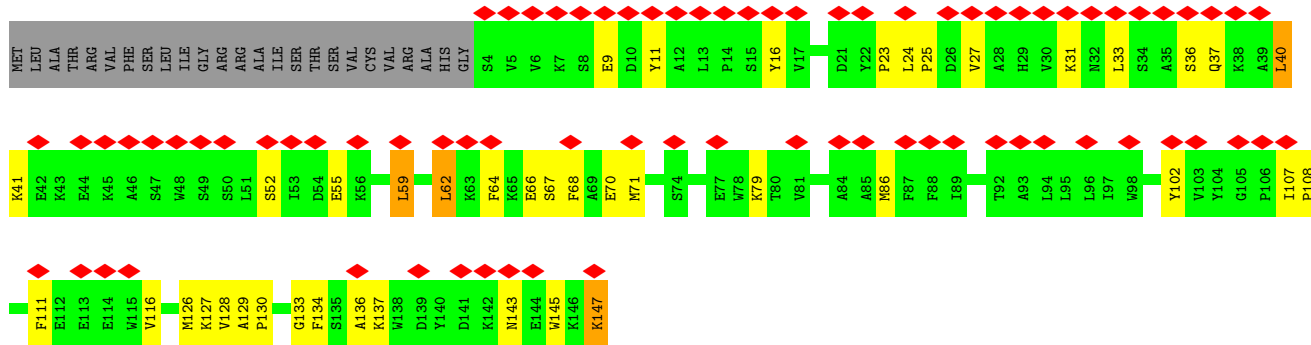 MET LEU ALA THR ARG VAL PHE SER LEU ILE GLY ARG ARG ALA ILE SER THR SER VAL CYS VAL ARG ALA HIS GLY S4 V5 V6 K7 S8 E9 D10 Y11 A12 L13 P14 S15 Y16 V17 D21 Y22 P23 L24 P25 D26 V27 A28 H29 V30 K31 N32 L33 S34 A35 S36 Q37 K38 A39 L40
K41 E42 K43 E44 K45 A46 S47 W48 S49 S50 L51 S52 I53 D54 E55 K56 L59 L62 K63 F64 K65 E66 S67 F68 A69 E70 M71 S74 E77 W78 K79 T80 V81 A84 A85 M86 F87 F88 I89 T92 A93 L94 L95 L96 I97 W98 Y102 V103 Y104 G105 P106 I107 P108
F111 E112 E113 E114 W115 V116 M126 K127 V128 A129 P130 G133 F134 S135 A136 K137 W138 D139 Y140 D141 K142 N143 E144 W145 K146 K147